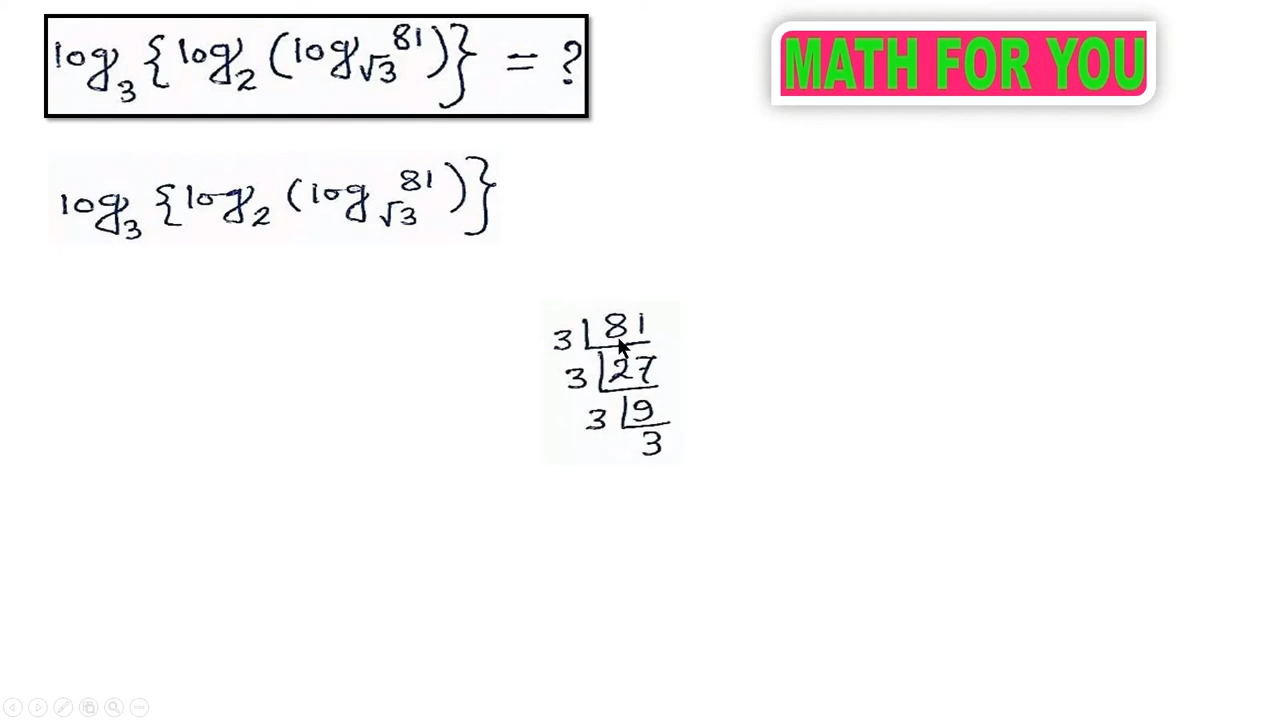 log₃{log₂(log√3 81)} = ?
MATH FOR YOU
log₃{log₂(log√3 81)}
3 | 81
3 | 27
3 | 9
3